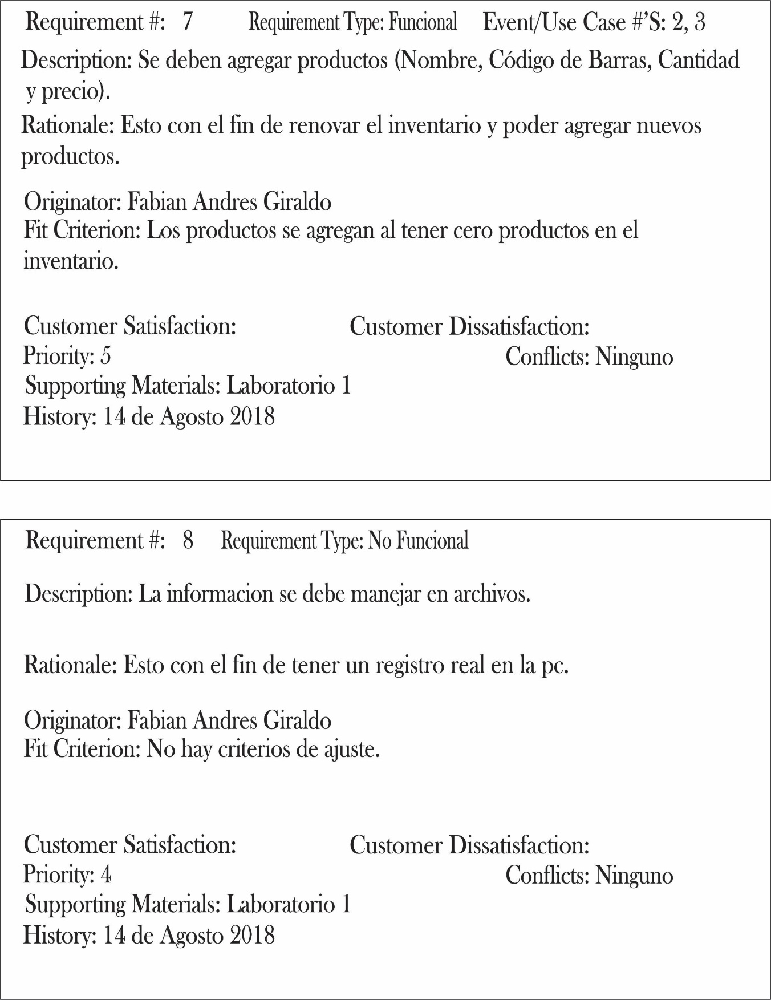 Requirement #: 7 Requirement Type: Funcional Event/Use Case #'S: 2, 3
Description: Se deben agregar productos (Nombre, Código de Barras, Cantidad
y precio).
Rationale: Esto con el fin de renovar el inventario y poder agregar nuevos
productos.
Originator: Fabian Andres Giraldo
Fit Criterion: Los productos se agregan al tener cero productos en el
inventario.
Customer Satisfaction: Customer Dissatisfaction:
Priority: 5 Conflicts: Ninguno
Supporting Materials: Laboratorio 1
History: 14 de Agosto 2018
Requirement #: 8 Requirement Type: No Funcional
Description: La informacion se debe manejar en archivos.
Rationale: Esto con el fin de tener un registro real en la pc.
Originator: Fabian Andres Giraldo
Fit Criterion: No hay criterios de ajuste.
Customer Satisfaction: Customer Dissatisfaction:
Priority: 4 Conflicts: Ninguno
Supporting Materials: Laboratorio 1
History: 14 de Agosto 2018